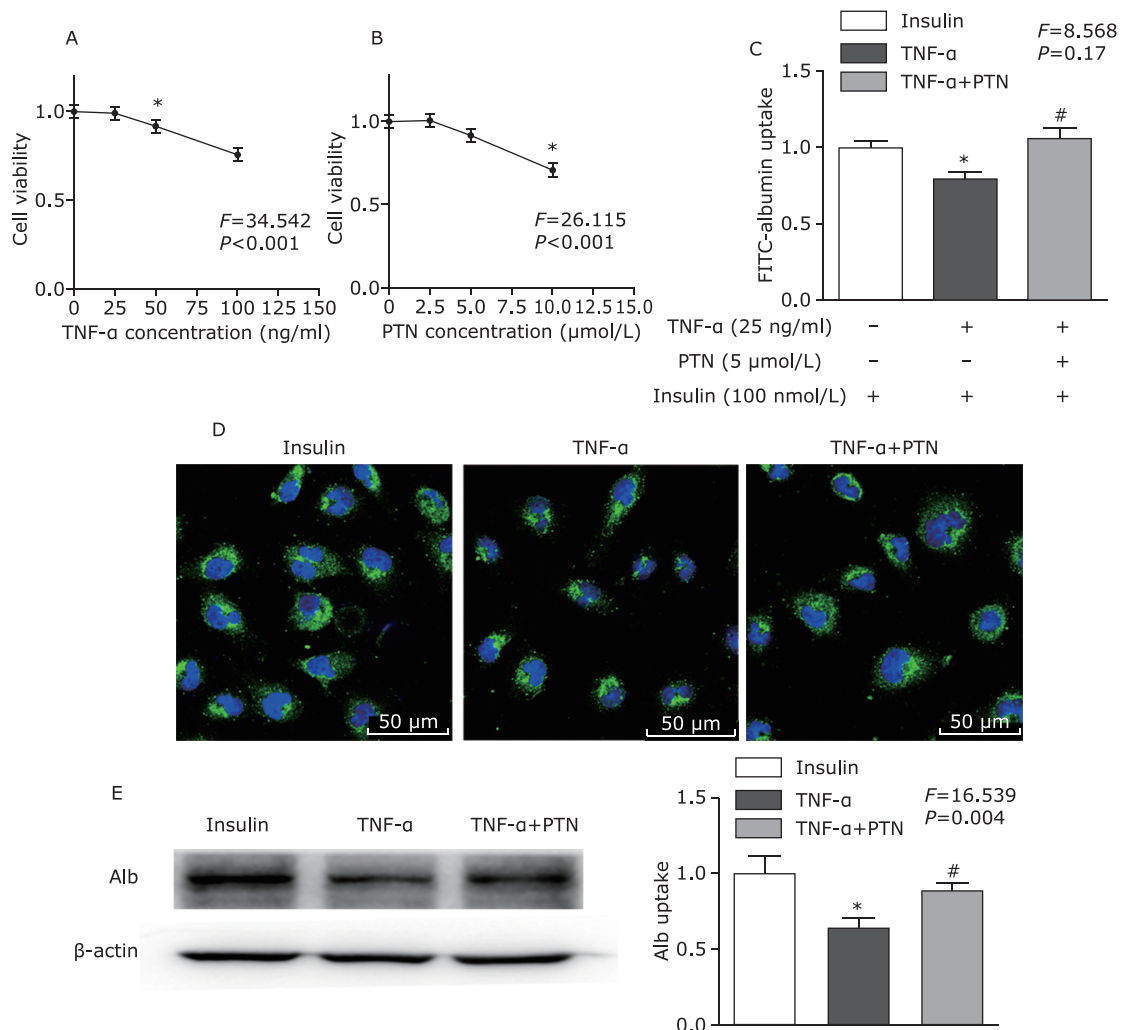 A
Cell viability
1.0
0.5
0.0
*
F=34.542
P<0.001
0 25 50 75 100 125 150
TNF-α concentration (ng/ml)
B
Cell viability
1.0
0.5
0.0
*
F=26.115
P<0.001
0 2.5 5.0 7.5 10.0 12.5 15.0
PTN concentration (μmol/L)
C
Insulin
TNF-α
TNF-α+PTN
F=8.568
P=0.17
FITC-albumin uptake
1.5
1.0
0.5
0.0
*
#
TNF-α (25 ng/ml) – + +
PTN (5 μmol/L) – – +
Insulin (100 nmol/L) + + +
D
Insulin TNF-α TNF-α+PTN
50 μm 50 μm 50 μm
E
Insulin TNF-α TNF-α+PTN
Alb
β-actin
Insulin
TNF-α
TNF-α+PTN
F=16.539
P=0.004
Alb uptake
1.5
1.0
0.5
0.0
*
#